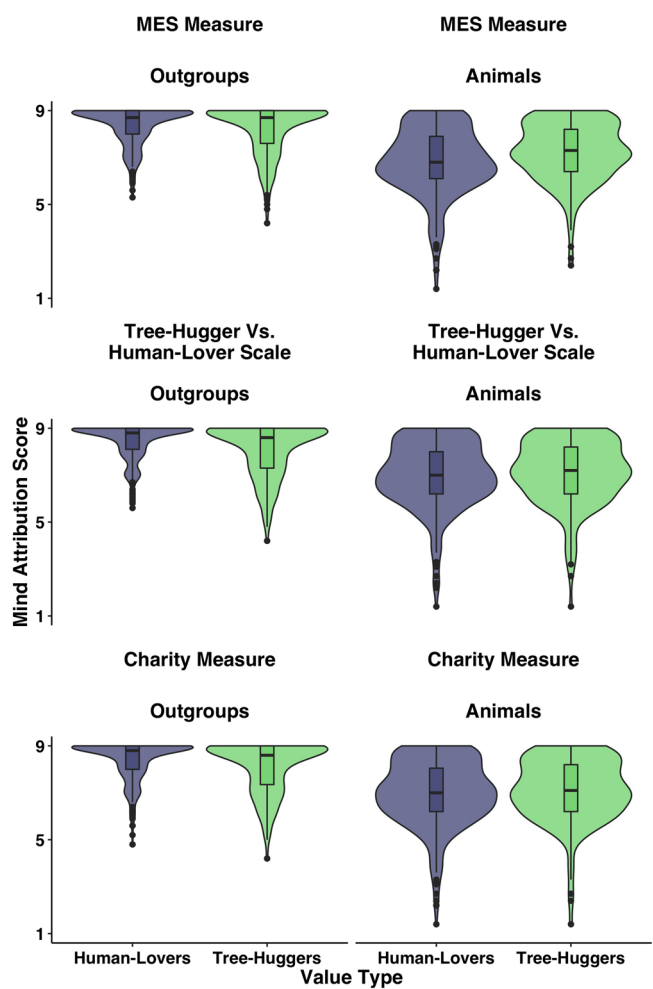 MES Measure
MES Measure
Outgroups
Animals
9
5
1
Tree-Hugger Vs.
Human-Lover Scale
Tree-Hugger Vs.
Human-Lover Scale
Outgroups
Animals
Mind Attribution Score
9
5
1
Charity Measure
Charity Measure
Outgroups
Animals
9
5
1
Human-Lovers
Tree-Huggers
Human-Lovers
Tree-Huggers
Value Type